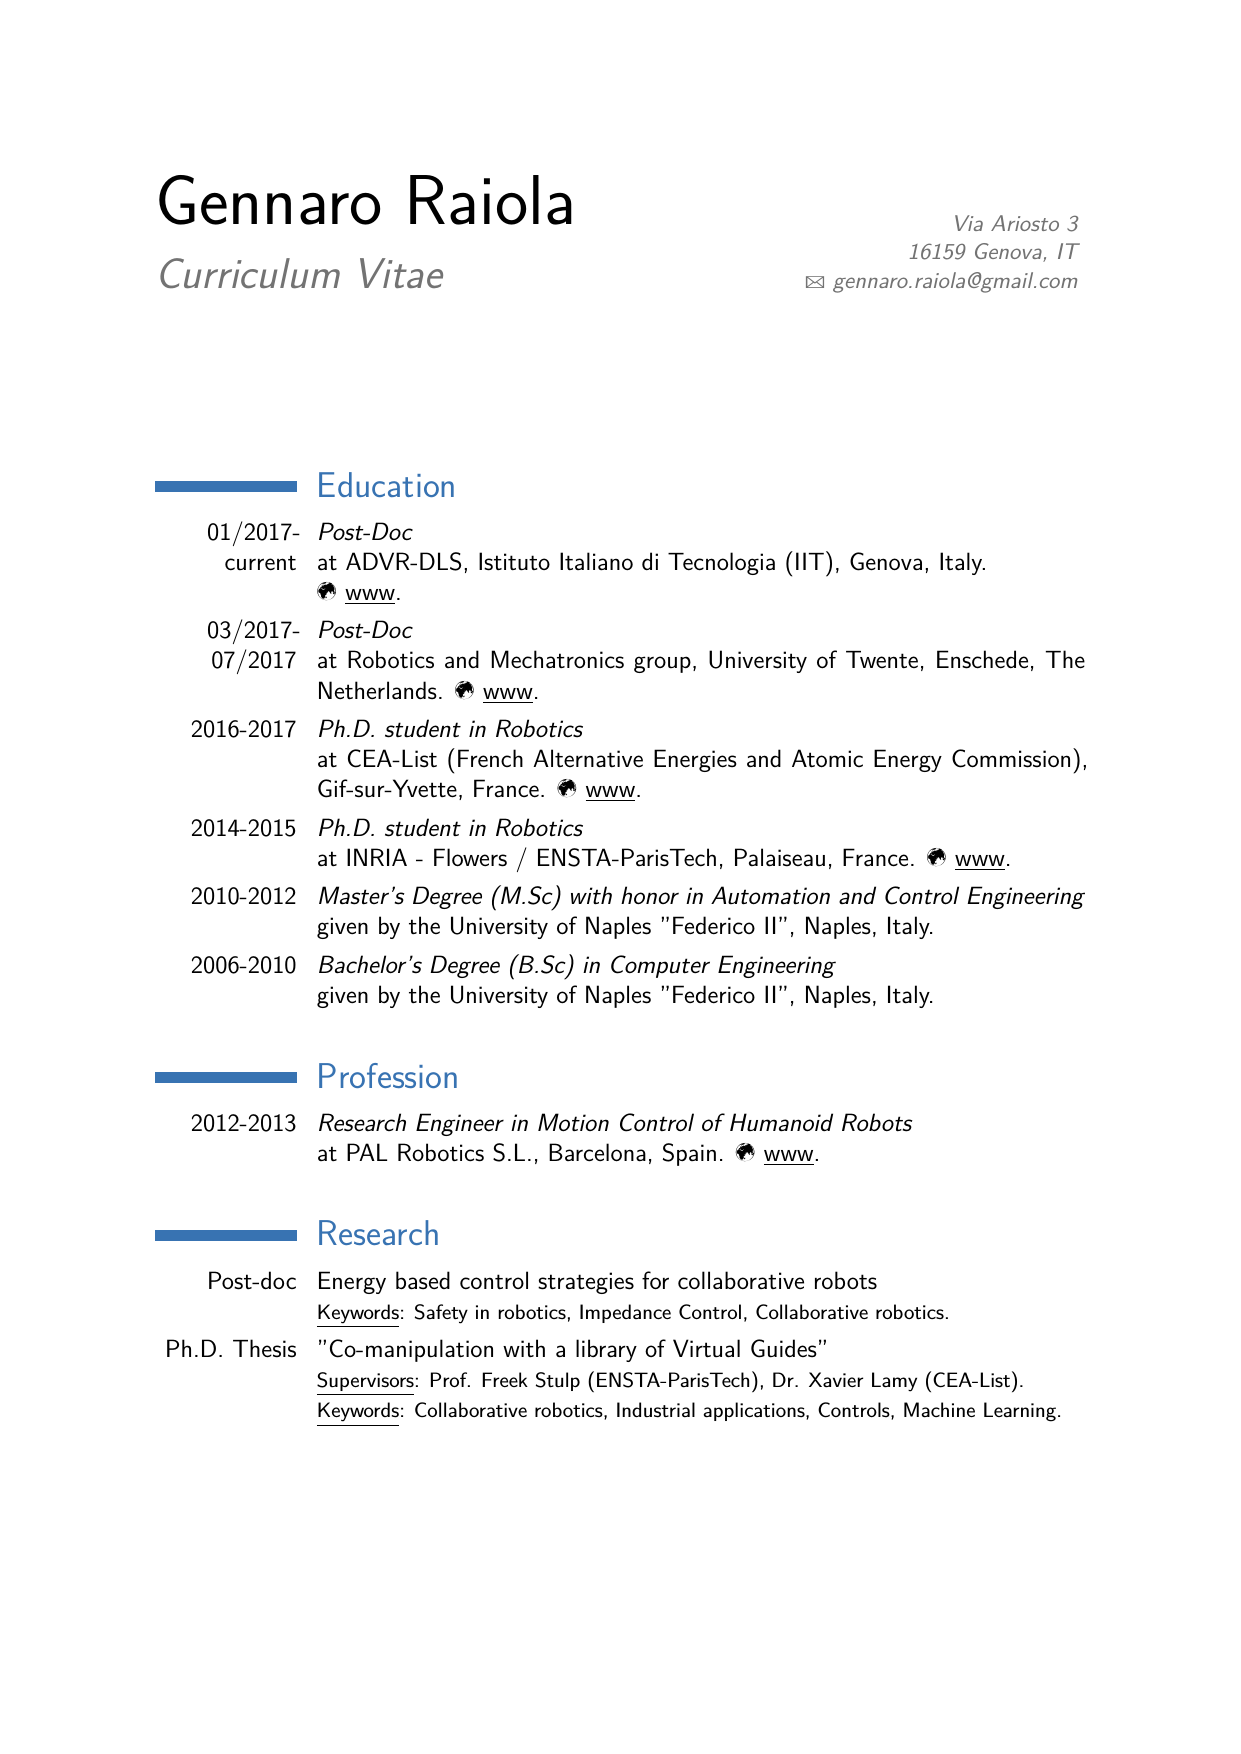 Gennaro Raiola
Curriculum Vitae
Via Ariosto 3
16159 Genova, IT
✉ gennaro.raiola@gmail.com
Education
01/2017- Post-Doc
current at ADVR-DLS, Istituto Italiano di Tecnologia (IIT), Genova, Italy.
www.
03/2017- Post-Doc
07/2017 at Robotics and Mechatronics group, University of Twente, Enschede, The
Netherlands. www.
2016-2017 Ph.D. student in Robotics
at CEA-List (French Alternative Energies and Atomic Energy Commission),
Gif-sur-Yvette, France. www.
2014-2015 Ph.D. student in Robotics
at INRIA - Flowers / ENSTA-ParisTech, Palaiseau, France. www.
2010-2012 Master's Degree (M.Sc) with honor in Automation and Control Engineering
given by the University of Naples ”Federico II”, Naples, Italy.
2006-2010 Bachelor's Degree (B.Sc) in Computer Engineering
given by the University of Naples ”Federico II”, Naples, Italy.
Profession
2012-2013 Research Engineer in Motion Control of Humanoid Robots
at PAL Robotics S.L., Barcelona, Spain. www.
Research
Post-doc Energy based control strategies for collaborative robots
Keywords: Safety in robotics, Impedance Control, Collaborative robotics.
Ph.D. Thesis ”Co-manipulation with a library of Virtual Guides”
Supervisors: Prof. Freek Stulp (ENSTA-ParisTech), Dr. Xavier Lamy (CEA-List).
Keywords: Collaborative robotics, Industrial applications, Controls, Machine Learning.